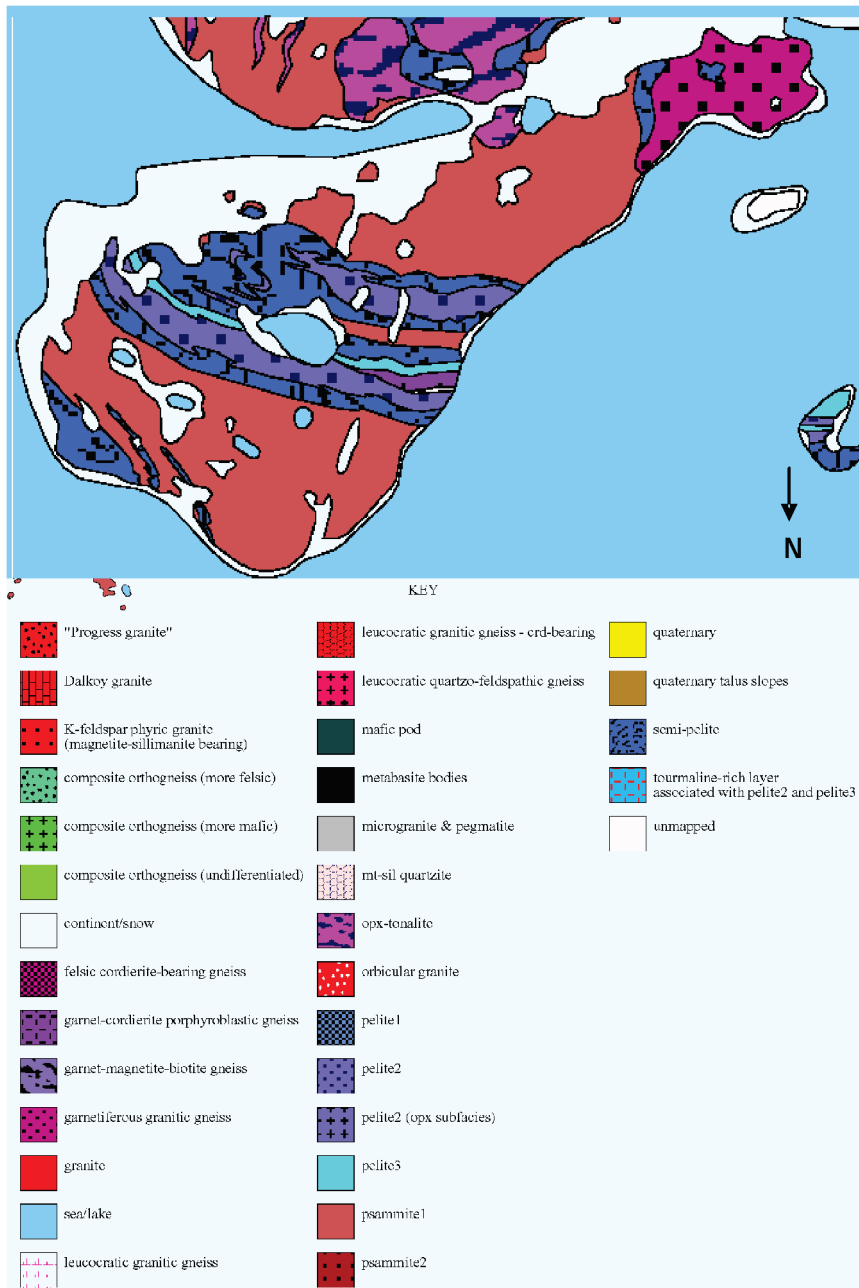 N
KEY
"Progress granite"
Dalkoy granite
K-feldspar phyric granite
(magnetite-sillimanite bearing)
composite orthogneiss (more felsic)
composite orthogneiss (more mafic)
composite orthogneiss (undifferentiated)
continent/snow
felsic cordierite-bearing gneiss
garnet-cordierite porphyroblastic gneiss
garnet-magnetite-biotite gneiss
garnetiferous granitic gneiss
granite
sea/lake
leucocratic granitic gneiss
leucocratic granitic gneiss - crd-bearing
leucocratic quartzo-feldspathic gneiss
mafic pod
metabasite bodies
microgranite & pegmatite
mt-sil quartzite
opx-tonalite
orbicular granite
pelite1
pelite2
pelite2 (opx subfacies)
pelite3
psammite1
psammite2
quaternary
quaternary talus slopes
semi-pelite
tourmaline-rich layer
associated with pelite2 and pelite3
unmapped